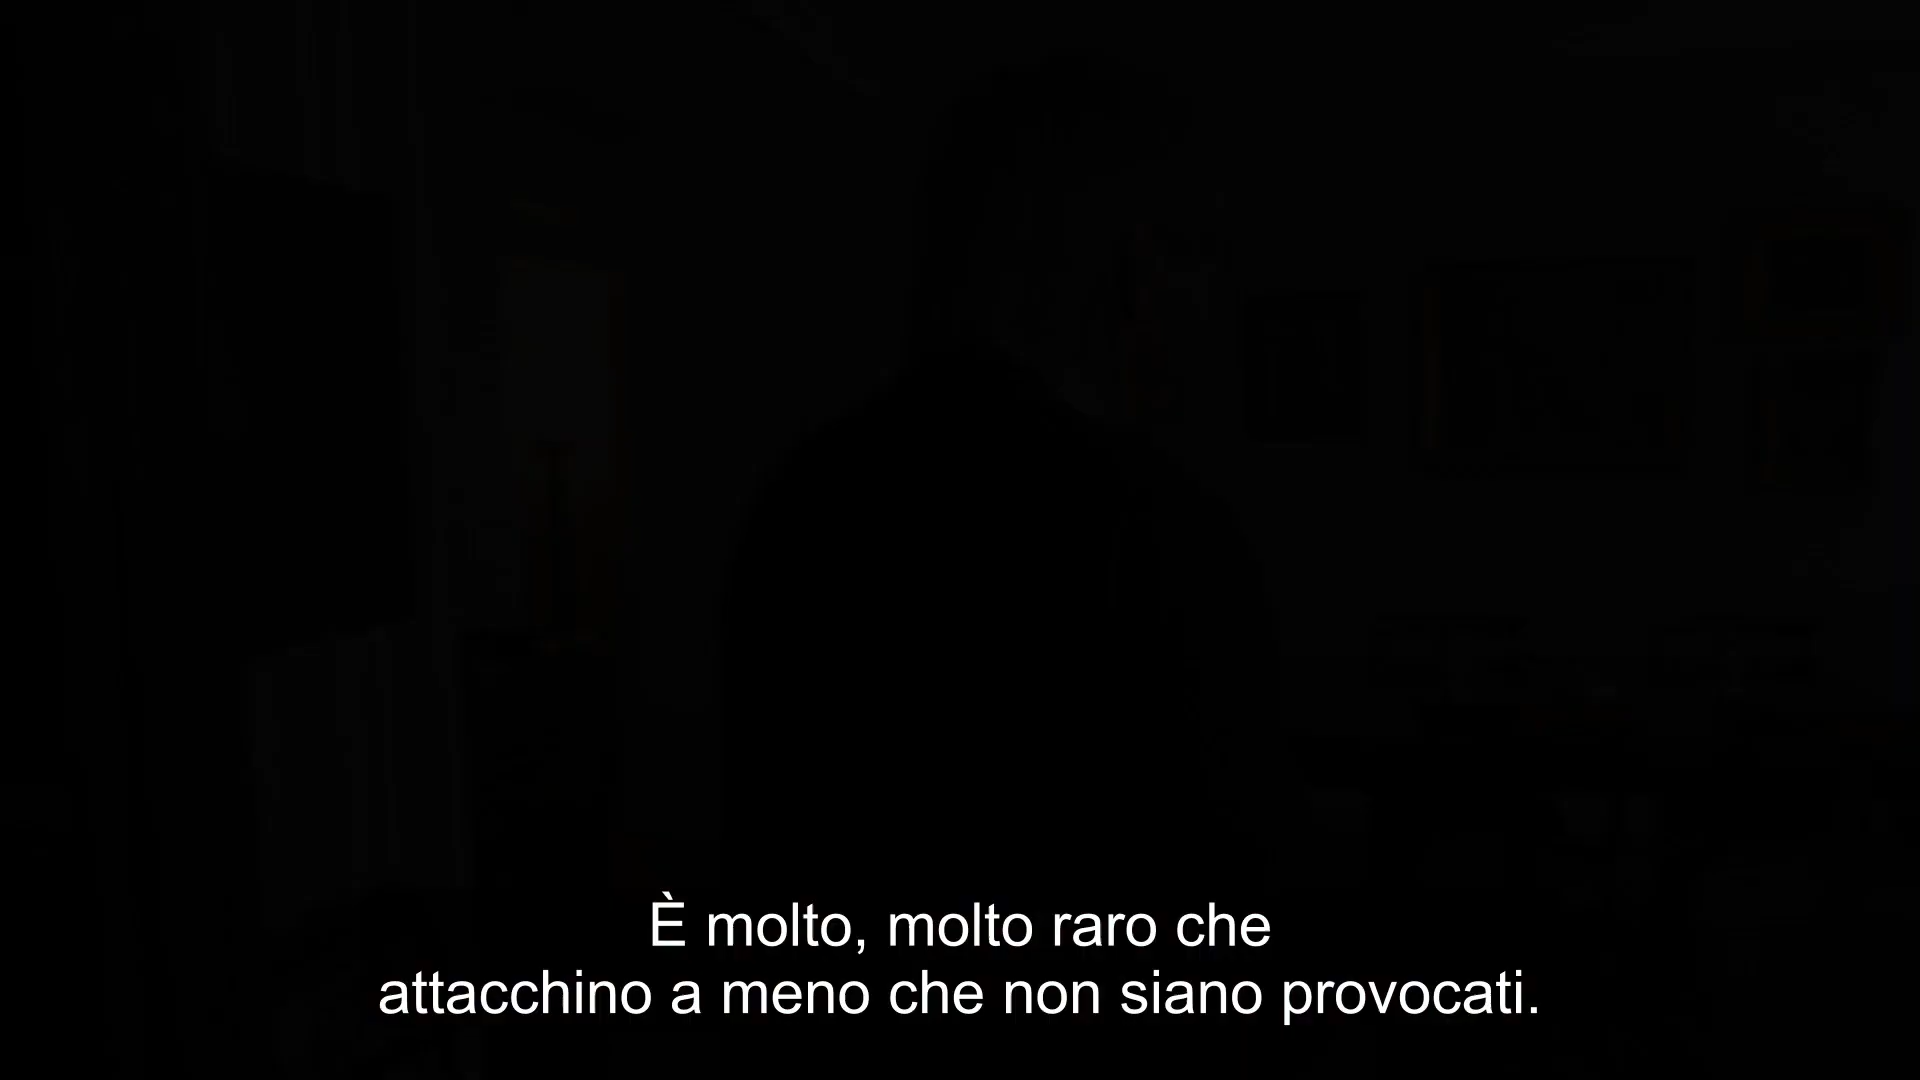 È molto, molto raro che
attacchino a meno che non siano provocati.